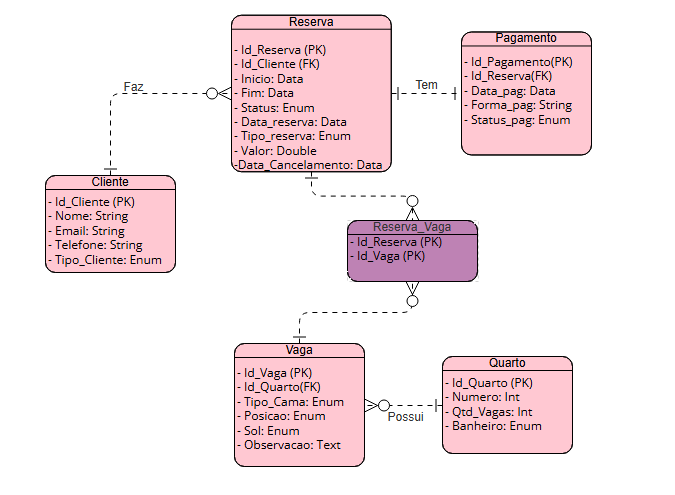 Reserva
- Id_Reserva (PK)
- Id_Cliente (FK)
- Inicio: Data
- Fim: Data
- Status: Enum
- Data_reserva: Data
- Tipo_reserva: Enum
- Valor: Double
-Data_Cancelamento: Data
Pagamento
- Id_Pagamento(PK)
- Id_Reserva(FK)
- Data_pag: Data
- Forma_pag: String
- Status_pag: Enum
Tem
Faz
Cliente
- Id_Cliente (PK)
- Nome: String
- Email: String
- Telefone: String
- Tipo_Cliente: Enum
Reserva_Vaga
- Id_Reserva (PK)
- Id_Vaga (PK)
Vaga
- Id_Vaga (PK)
- Id_Quarto(FK)
- Tipo_Cama: Enum
- Posicao: Enum
- Sol: Enum
- Observacao: Text
Possui
Quarto
- Id_Quarto (PK)
- Numero: Int
- Qtd_Vagas: Int
- Banheiro: Enum